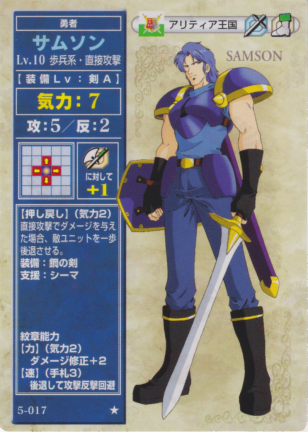 勇者
サムソン
Lv.10 歩兵系・直接攻撃
【装備Lv:剣A】
気力:7
攻:5/反:2
に対して
+1
【押し戻し】(気力2)
直接攻撃でダメージを与え
た場合、敵ユニットを一歩
後退させる。
装備:鋼の剣
支援:シーマ
紋章能力
【力】(気力2)
ダメージ修正+2
【速】(手札3)
後退して攻撃反撃回避
5-017
★
アリティア王国
SAMSON